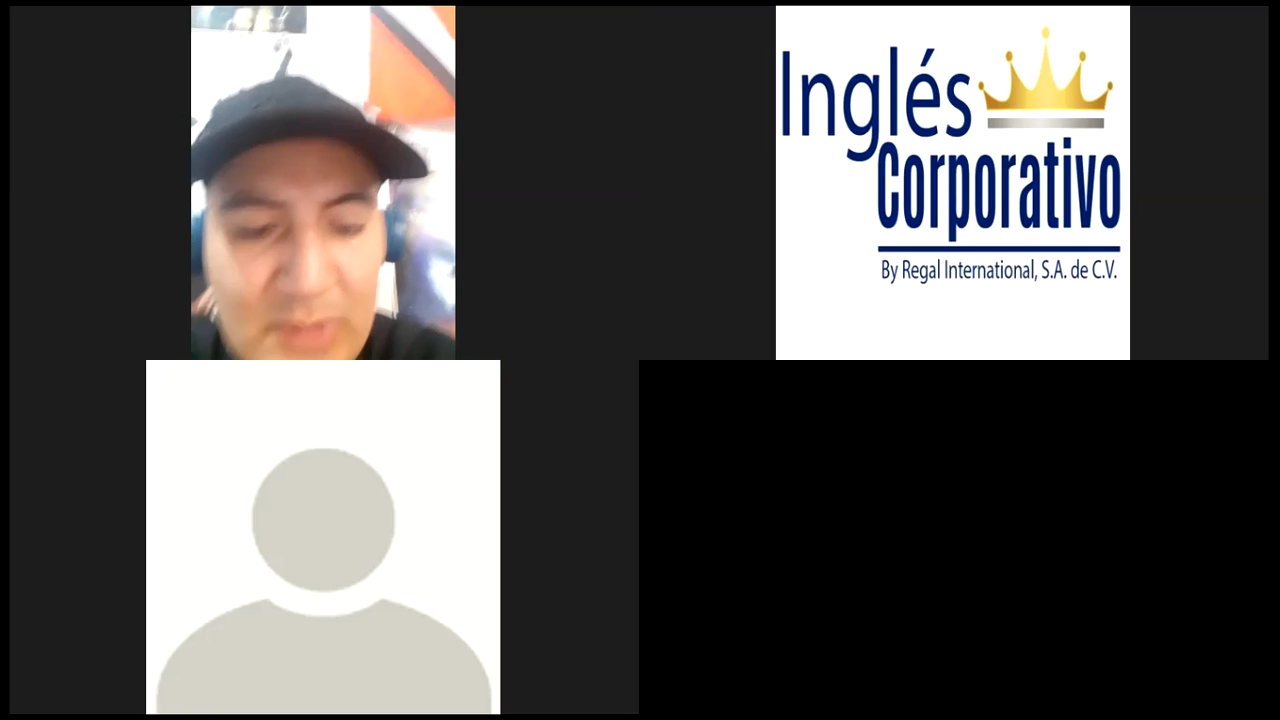 Inglés
Corporativo
By Regal International, S.A. de C.V.